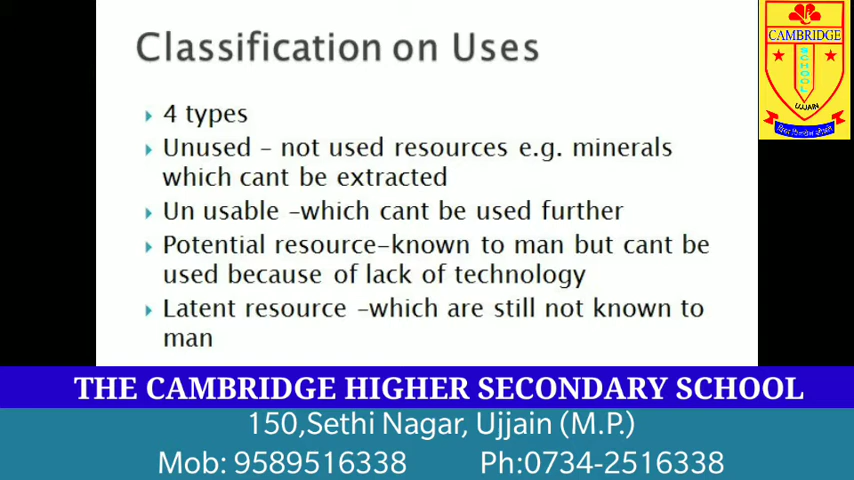 Classification on Uses
4 types
Unused – not used resources e.g. minerals
which cant be extracted
Un usable –which cant be used further
Potential resource–known to man but cant be
used because of lack of technology
Latent resource –which are still not known to
man
CAMBRIDGE
SCHOOL
UJJAIN
THE CAMBRIDGE HIGHER SECONDARY SCHOOL
150,Sethi Nagar, Ujjain (M.P.)
Mob: 9589516338 Ph:0734-2516338